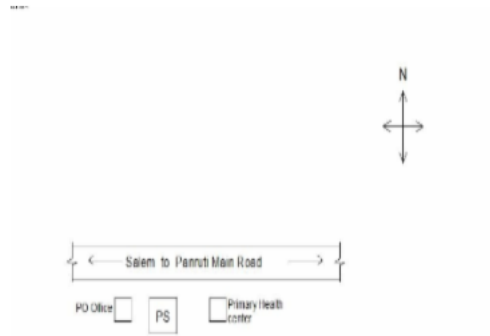 N
Salem to Panruti Main Road
PO Office
PS
Primary Health
center